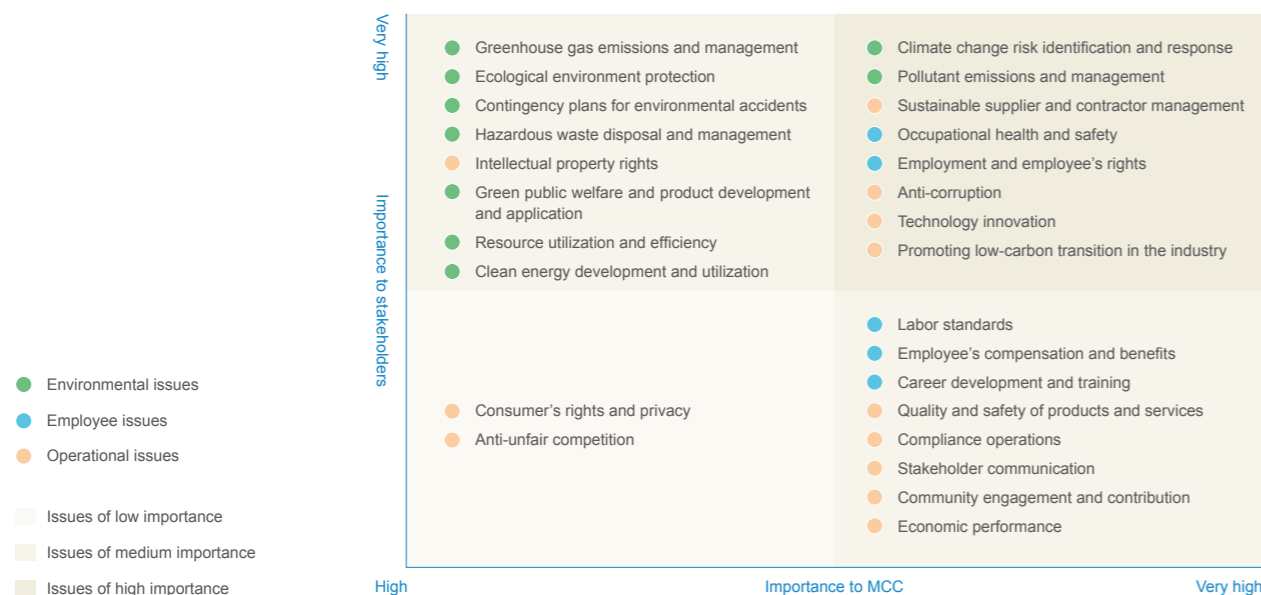 Very high
Importance to stakeholders
Greenhouse gas emissions and management
Ecological environment protection
Contingency plans for environmental accidents
Hazardous waste disposal and management
Intellectual property rights
Green public welfare and product development
and application
Resource utilization and efficiency
Clean energy development and utilization
Climate change risk identification and response
Pollutant emissions and management
Sustainable supplier and contractor management
Occupational health and safety
Employment and employee's rights
Anti-corruption
Technology innovation
Promoting low-carbon transition in the industry
Consumer's rights and privacy
Anti-unfair competition
Labor standards
Employee's compensation and benefits
Career development and training
Quality and safety of products and services
Compliance operations
Stakeholder communication
Community engagement and contribution
Economic performance
Environmental issues
Employee issues
Operational issues
Issues of low importance
Issues of medium importance
Issues of high importance
High
Importance to MCC
Very high